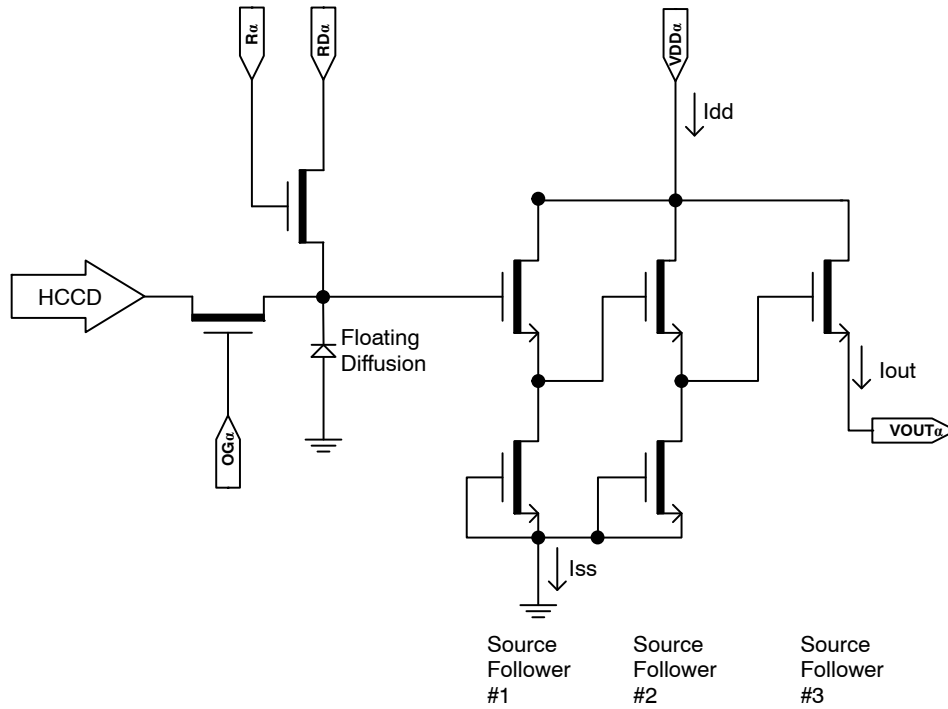 Rα
RDα
VDDα
Idd
HCCD
Floating
Diffusion
Iout
VOUTα
OGα
Iss
Source
Follower
#1
Source
Follower
#2
Source
Follower
#3